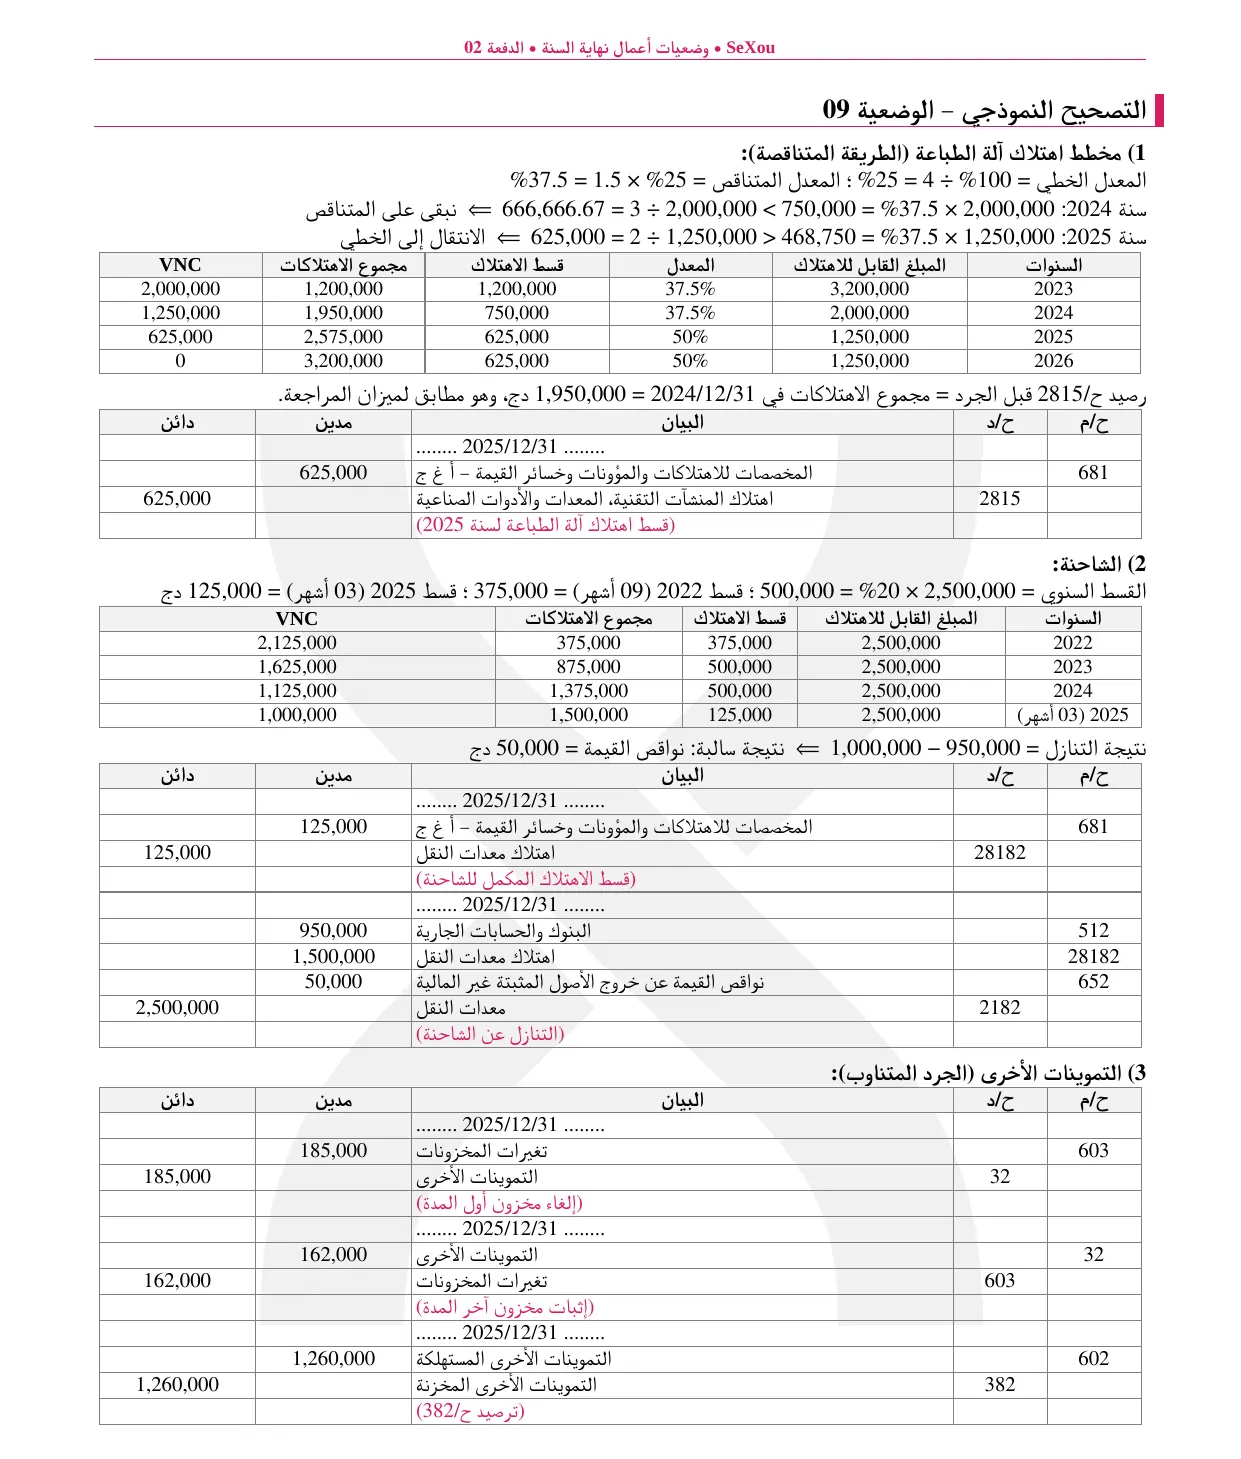 SeXou • وضعيات أعمال نهاية السنة • الدفعة 02
التصحيح النموذجي – الوضعية 09
1) مخطط اهتلاك آلة الطباعة (الطريقة المتناقصة):
المعدل الخطي = 100% ÷ 4 = 25% ؛ المعدل المتناقص = 25% × 1.5 = 37.5%
سنة 2024: 2,000,000 × 37.5% = 750,000 > 2,000,000 ÷ 3 = 666,666.67 ⟸ نبقى على المتناقص
سنة 2025: 1,250,000 × 37.5% = 468,750 < 1,250,000 ÷ 2 = 625,000 ⟸ الانتقال إلى الخطي
السنوات المبلغ القابل للاهتلاك المعدل قسط الاهتلاك مجموع الاهتلاكات VNC
2023 3,200,000 37.5% 1,200,000 1,200,000 2,000,000
2024 2,000,000 37.5% 750,000 1,950,000 1,250,000
2025 1,250,000 50% 625,000 2,575,000 625,000
2026 1,250,000 50% 625,000 3,200,000 0
رصيد ح/2815 قبل الجرد = مجموع الاهتلاكات في 2024/12/31 = 1,950,000 دج، وهو مطابق لميزان المراجعة.
ح/م ح/د البيان مدين دائن
........ 2025/12/31 ........
681 المخصصات للاهتلاكات والمؤونات وخسائر القيمة – أ غ ج 625,000
2815 اهتلاك المنشآت التقنية، المعدات والأدوات الصناعية 625,000
(قسط اهتلاك آلة الطباعة لسنة 2025)
2) الشاحنة:
القسط السنوي = 2,500,000 × 20% = 500,000 ؛ قسط 2022 (09 أشهر) = 375,000 ؛ قسط 2025 (03 أشهر) = 125,000 دج
السنوات المبلغ القابل للاهتلاك قسط الاهتلاك مجموع الاهتلاكات VNC
2022 2,500,000 375,000 375,000 2,125,000
2023 2,500,000 500,000 875,000 1,625,000
2024 2,500,000 500,000 1,375,000 1,125,000
2025 (03 أشهر) 2,500,000 125,000 1,500,000 1,000,000
نتيجة التنازل = 950,000 – 1,000,000 ⟸ نتيجة سالبة: نواقص القيمة = 50,000 دج
ح/م ح/د البيان مدين دائن
........ 2025/12/31 ........
681 المخصصات للاهتلاكات والمؤونات وخسائر القيمة – أ غ ج 125,000
28182 اهتلاك معدات النقل 125,000
(قسط الاهتلاك المكمل للشاحنة)
........ 2025/12/31 ........
512 البنوك والحسابات الجارية 950,000
28182 اهتلاك معدات النقل 1,500,000
652 نواقص القيمة عن خروج الأصول المثبتة غير المالية 50,000
2182 معدات النقل 2,500,000
(التنازل عن الشاحنة)
3) التموينات الأخرى (الجرد المتناوب):
ح/م ح/د البيان مدين دائن
........ 2025/12/31 ........
603 تغيرات المخزونات 185,000
32 التموينات الأخرى 185,000
(إلغاء مخزون أول المدة)
........ 2025/12/31 ........
32 التموينات الأخرى 162,000
603 تغيرات المخزونات 162,000
(إثبات مخزون آخر المدة)
........ 2025/12/31 ........
602 التموينات الأخرى المستهلكة 1,260,000
382 التموينات الأخرى المخزنة 1,260,000
(ترصيد ح/382)